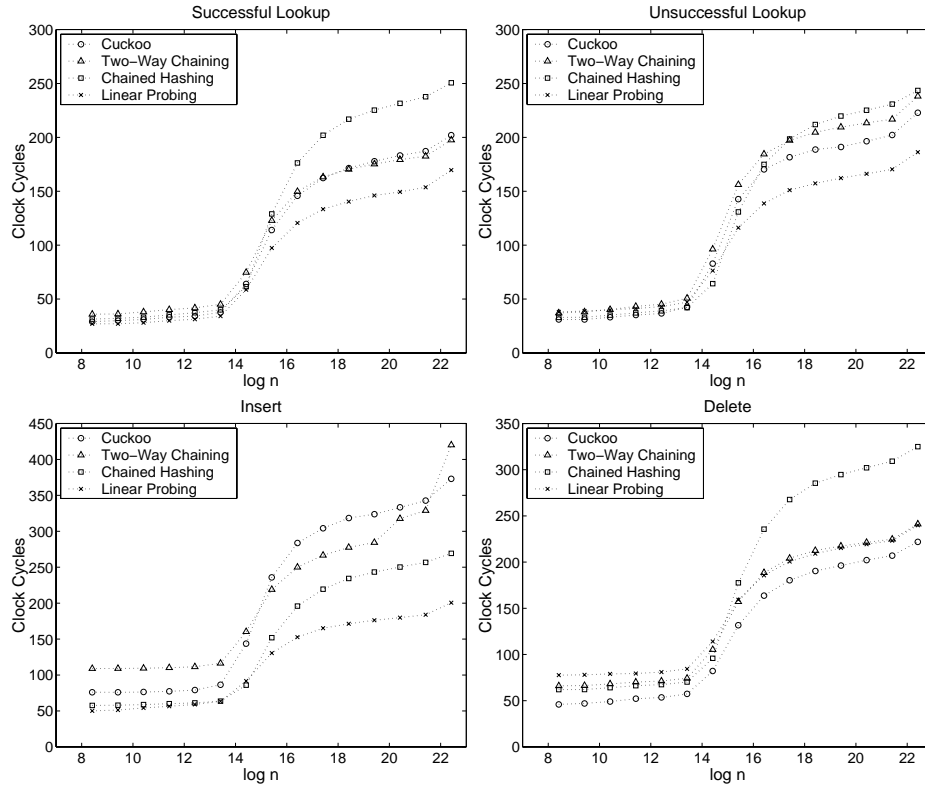 Successful Lookup
300
250
200
150
100
50
0
Clock Cycles
Cuckoo
Two−Way Chaining
Chained Hashing
Linear Probing
8 10 12 14 16 18 20 22
log n
Unsuccessful Lookup
300
250
200
150
100
50
0
Clock Cycles
Cuckoo
Two−Way Chaining
Chained Hashing
Linear Probing
8 10 12 14 16 18 20 22
log n
Insert
450
400
350
300
250
200
150
100
50
0
Clock Cycles
Cuckoo
Two−Way Chaining
Chained Hashing
Linear Probing
8 10 12 14 16 18 20 22
log n
Delete
350
300
250
200
150
100
50
0
Clock Cycles
Cuckoo
Two−Way Chaining
Chained Hashing
Linear Probing
8 10 12 14 16 18 20 22
log n